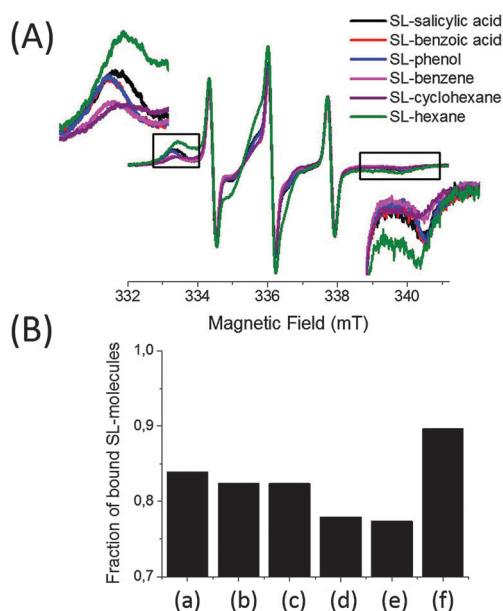 (A)
SL-salicylic acid
SL-benzoic acid
SL-phenol
SL-benzene
SL-cyclohexane
SL-hexane
332 334 336 338 340
Magnetic Field (mT)
(B)
Fraction of bound SL-molecules
1,0
0,9
0,8
0,7
(a) (b) (c) (d) (e) (f)